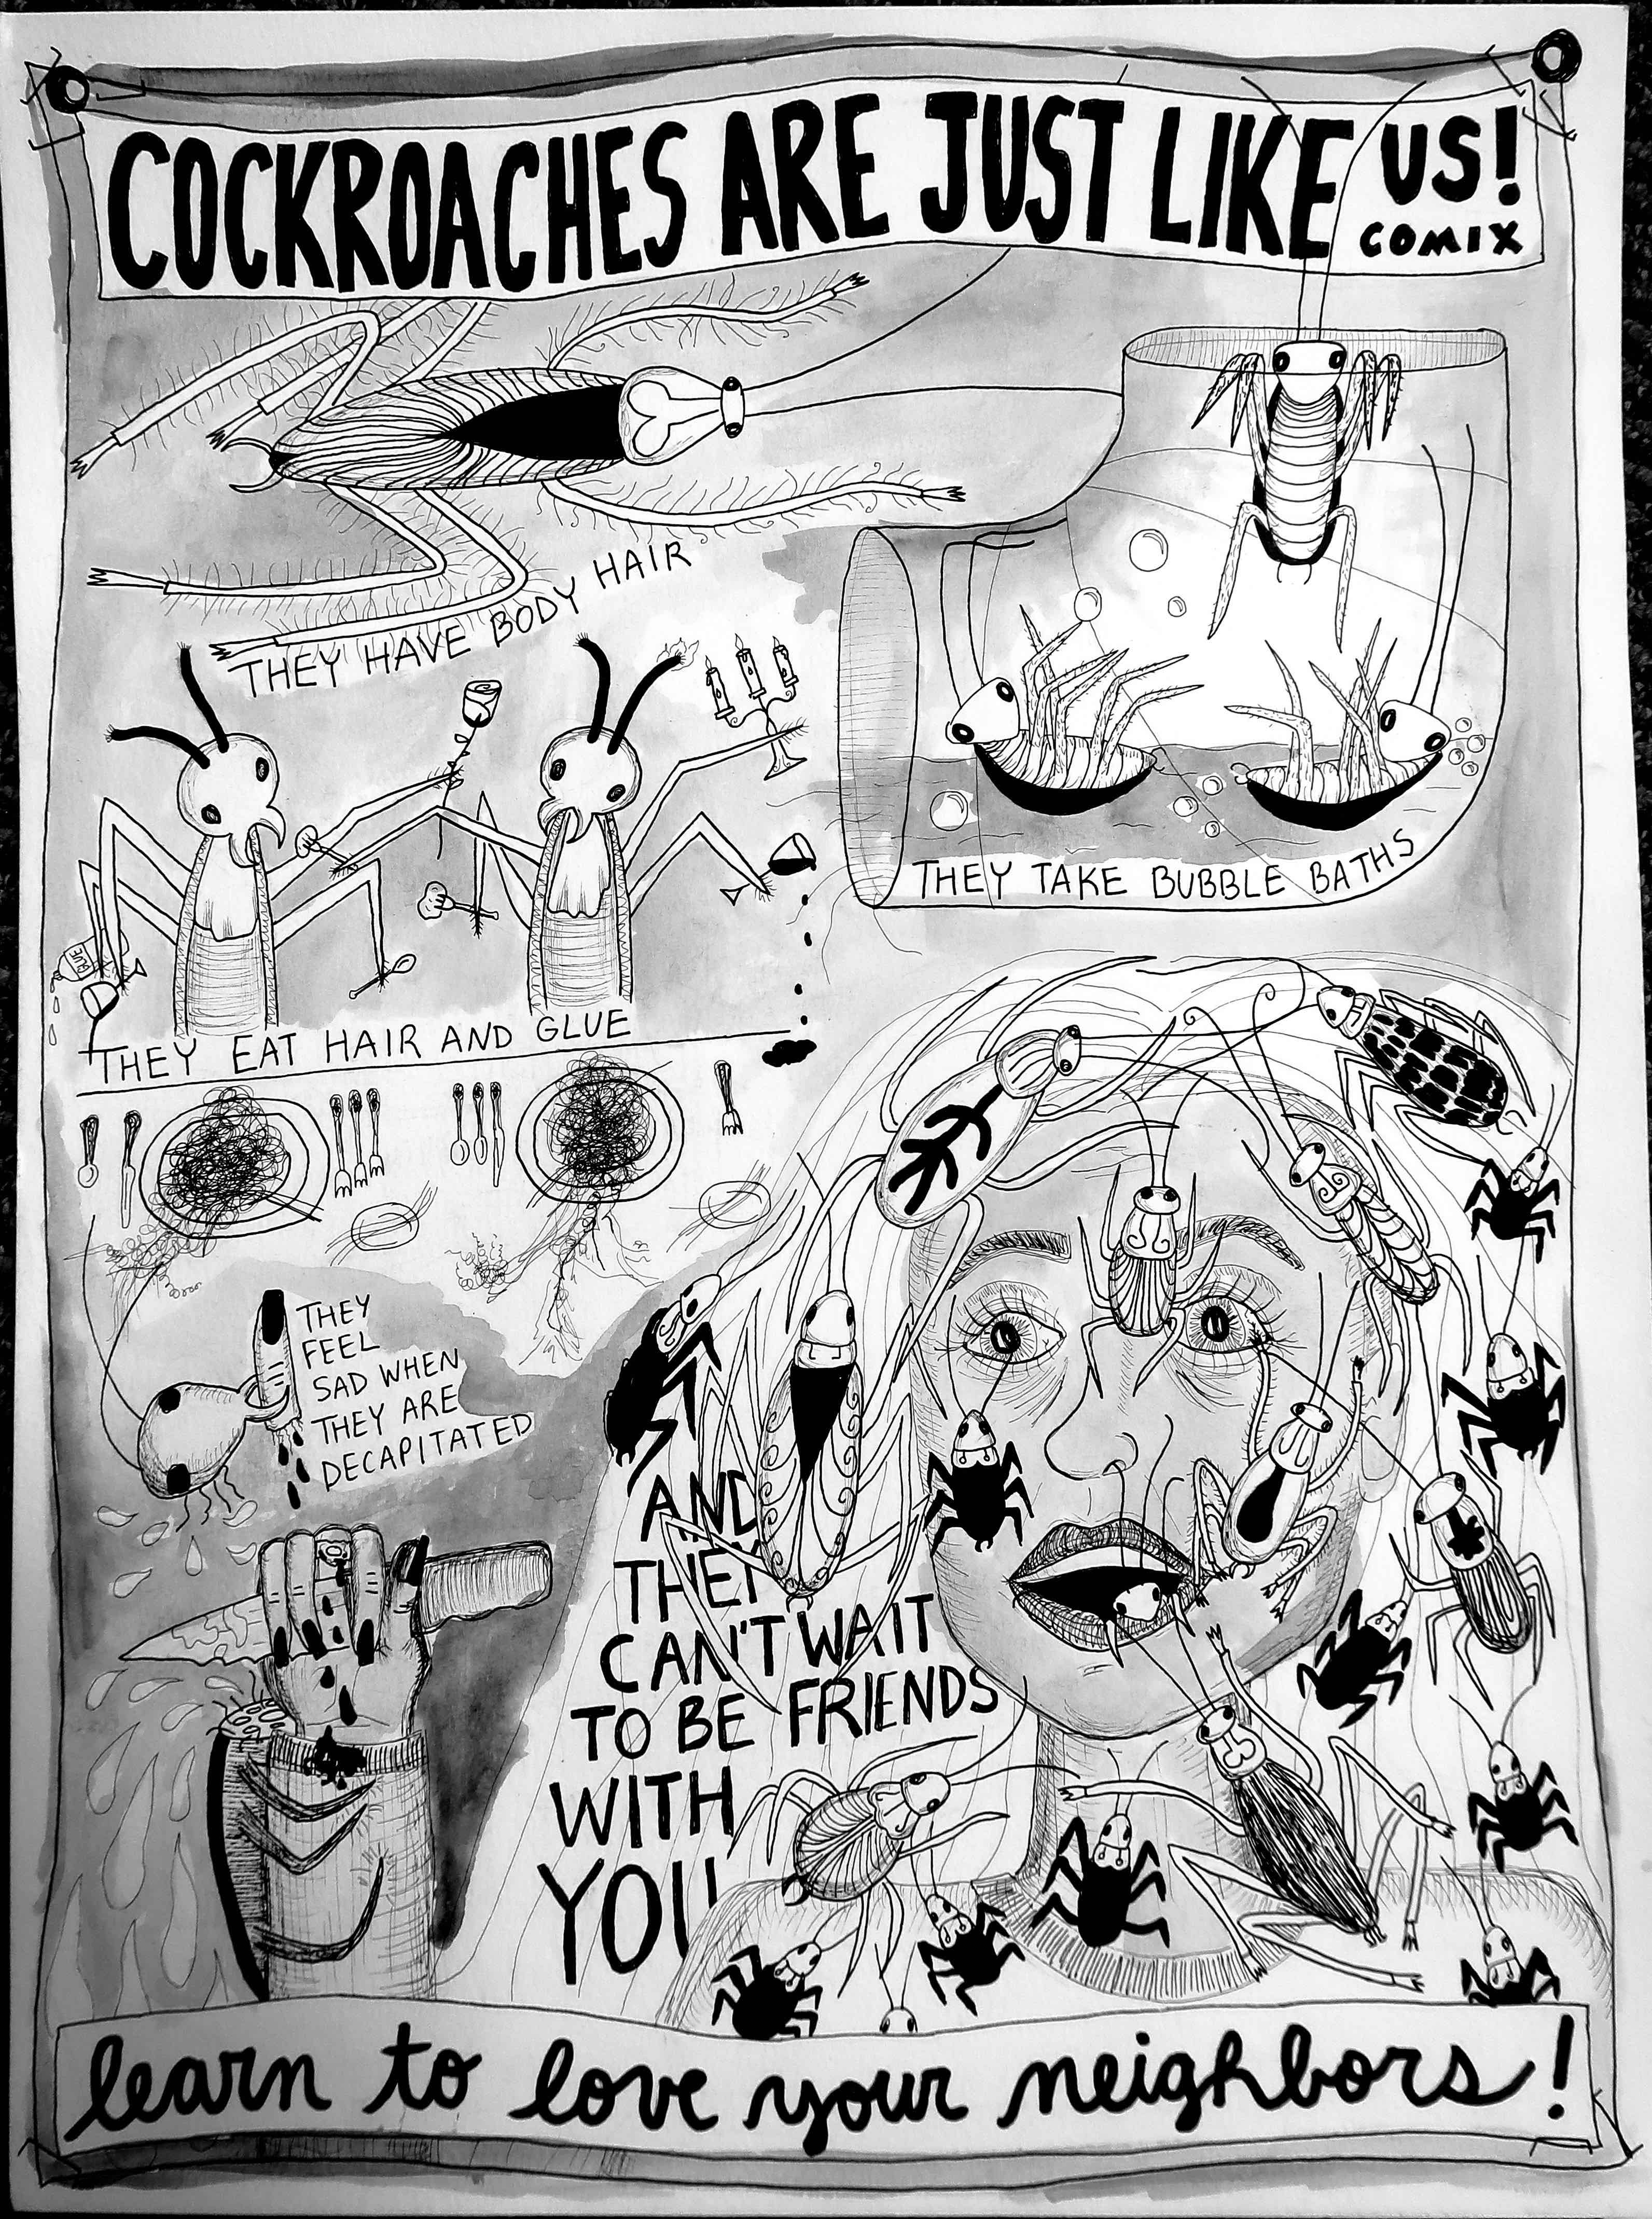 COCKROACHES ARE JUST LIKE US!
COMIX
THEY HAVE BODY HAIR
THEY TAKE BUBBLE BATHS
THEY EAT HAIR AND GLUE
THEY
FEEL
SAD WHEN
THEY ARE
DECAPITATED
AND
THEY
CAN'T WAIT
TO BE FRIENDS
WITH
YOU
learn to love your neighbors!